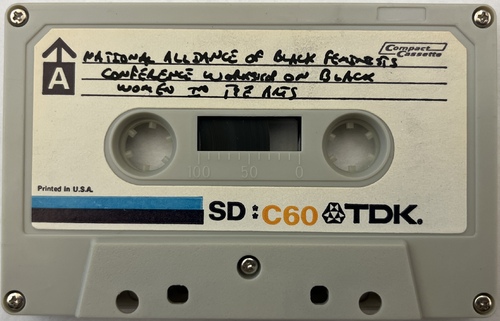 A
NATIONAL ALLIANCE OF BLACK FEMINISTS
CONFERENCE WORKSHOP ON BLACK
WOMEN IN THE ARTS
Compact Cassette
100 50 0
Printed in U.S.A.
SD:C60 TDK.